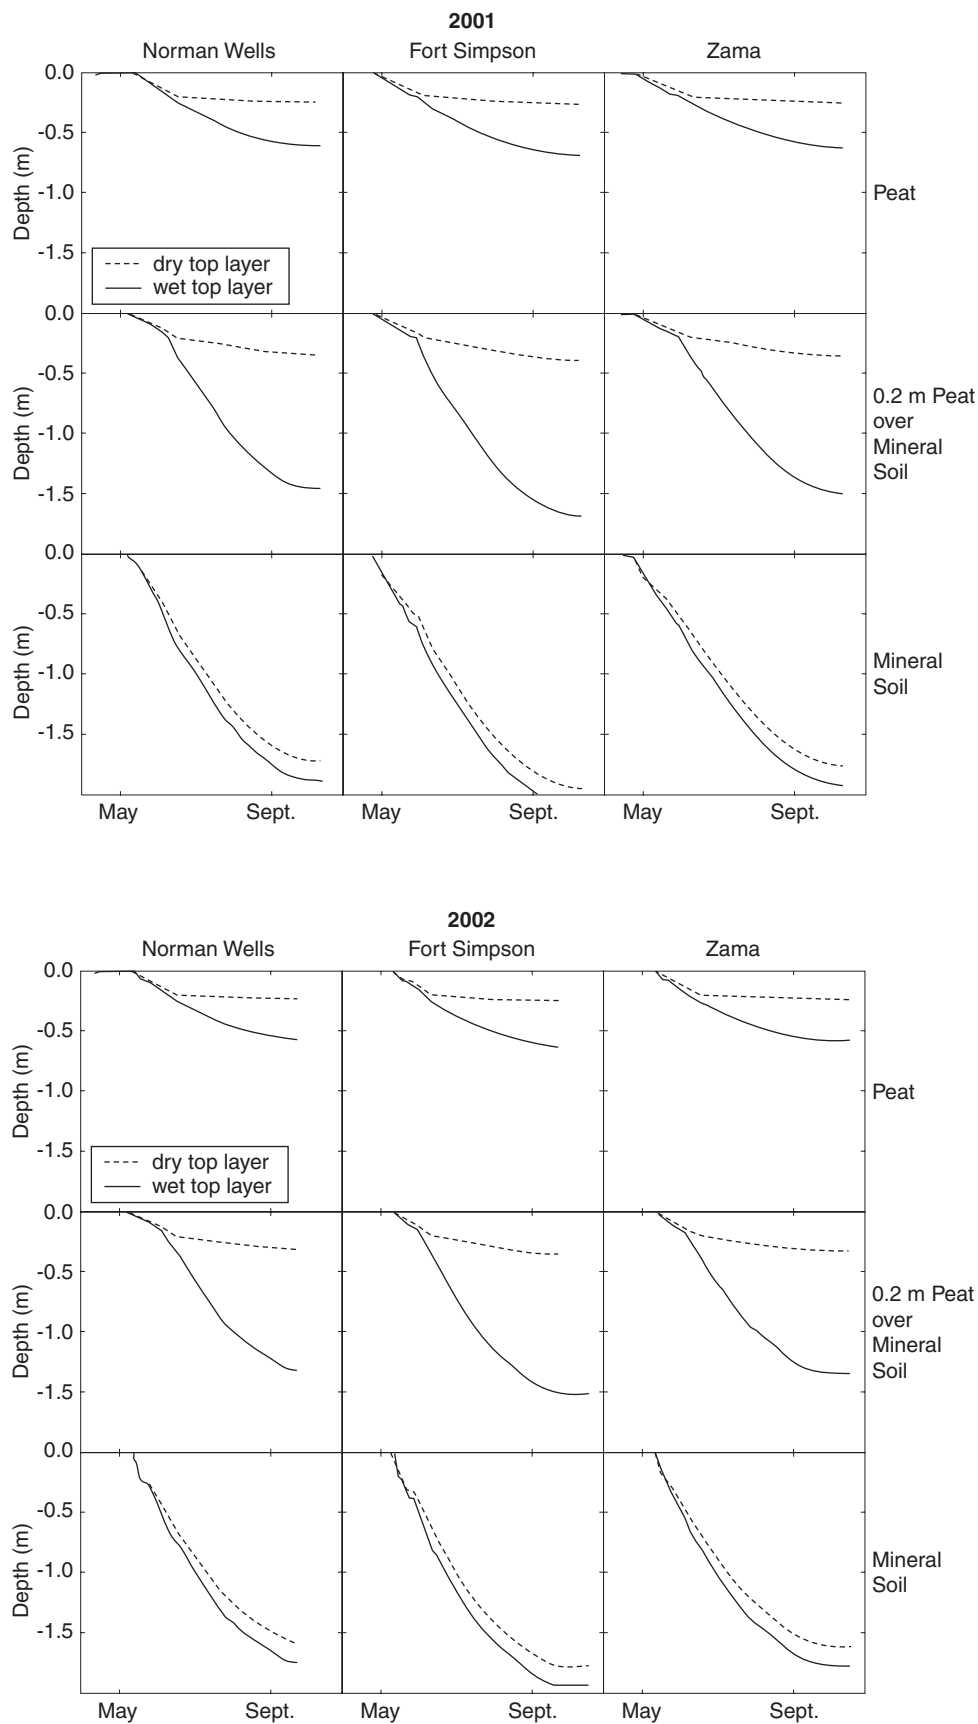 2001
Norman Wells Fort Simpson Zama
0.0
-0.5
-1.0
-1.5
Depth (m)
Peat
dry top layer
wet top layer
0.0
-0.5
-1.0
-1.5
Depth (m)
0.2 m Peat
over
Mineral
Soil
0.0
-0.5
-1.0
-1.5
Depth (m)
Mineral
Soil
May Sept. May Sept. May Sept.
2002
Norman Wells Fort Simpson Zama
0.0
-0.5
-1.0
-1.5
Depth (m)
Peat
dry top layer
wet top layer
0.0
-0.5
-1.0
-1.5
Depth (m)
0.2 m Peat
over
Mineral
Soil
0.0
-0.5
-1.0
-1.5
Depth (m)
Mineral
Soil
May Sept. May Sept. May Sept.